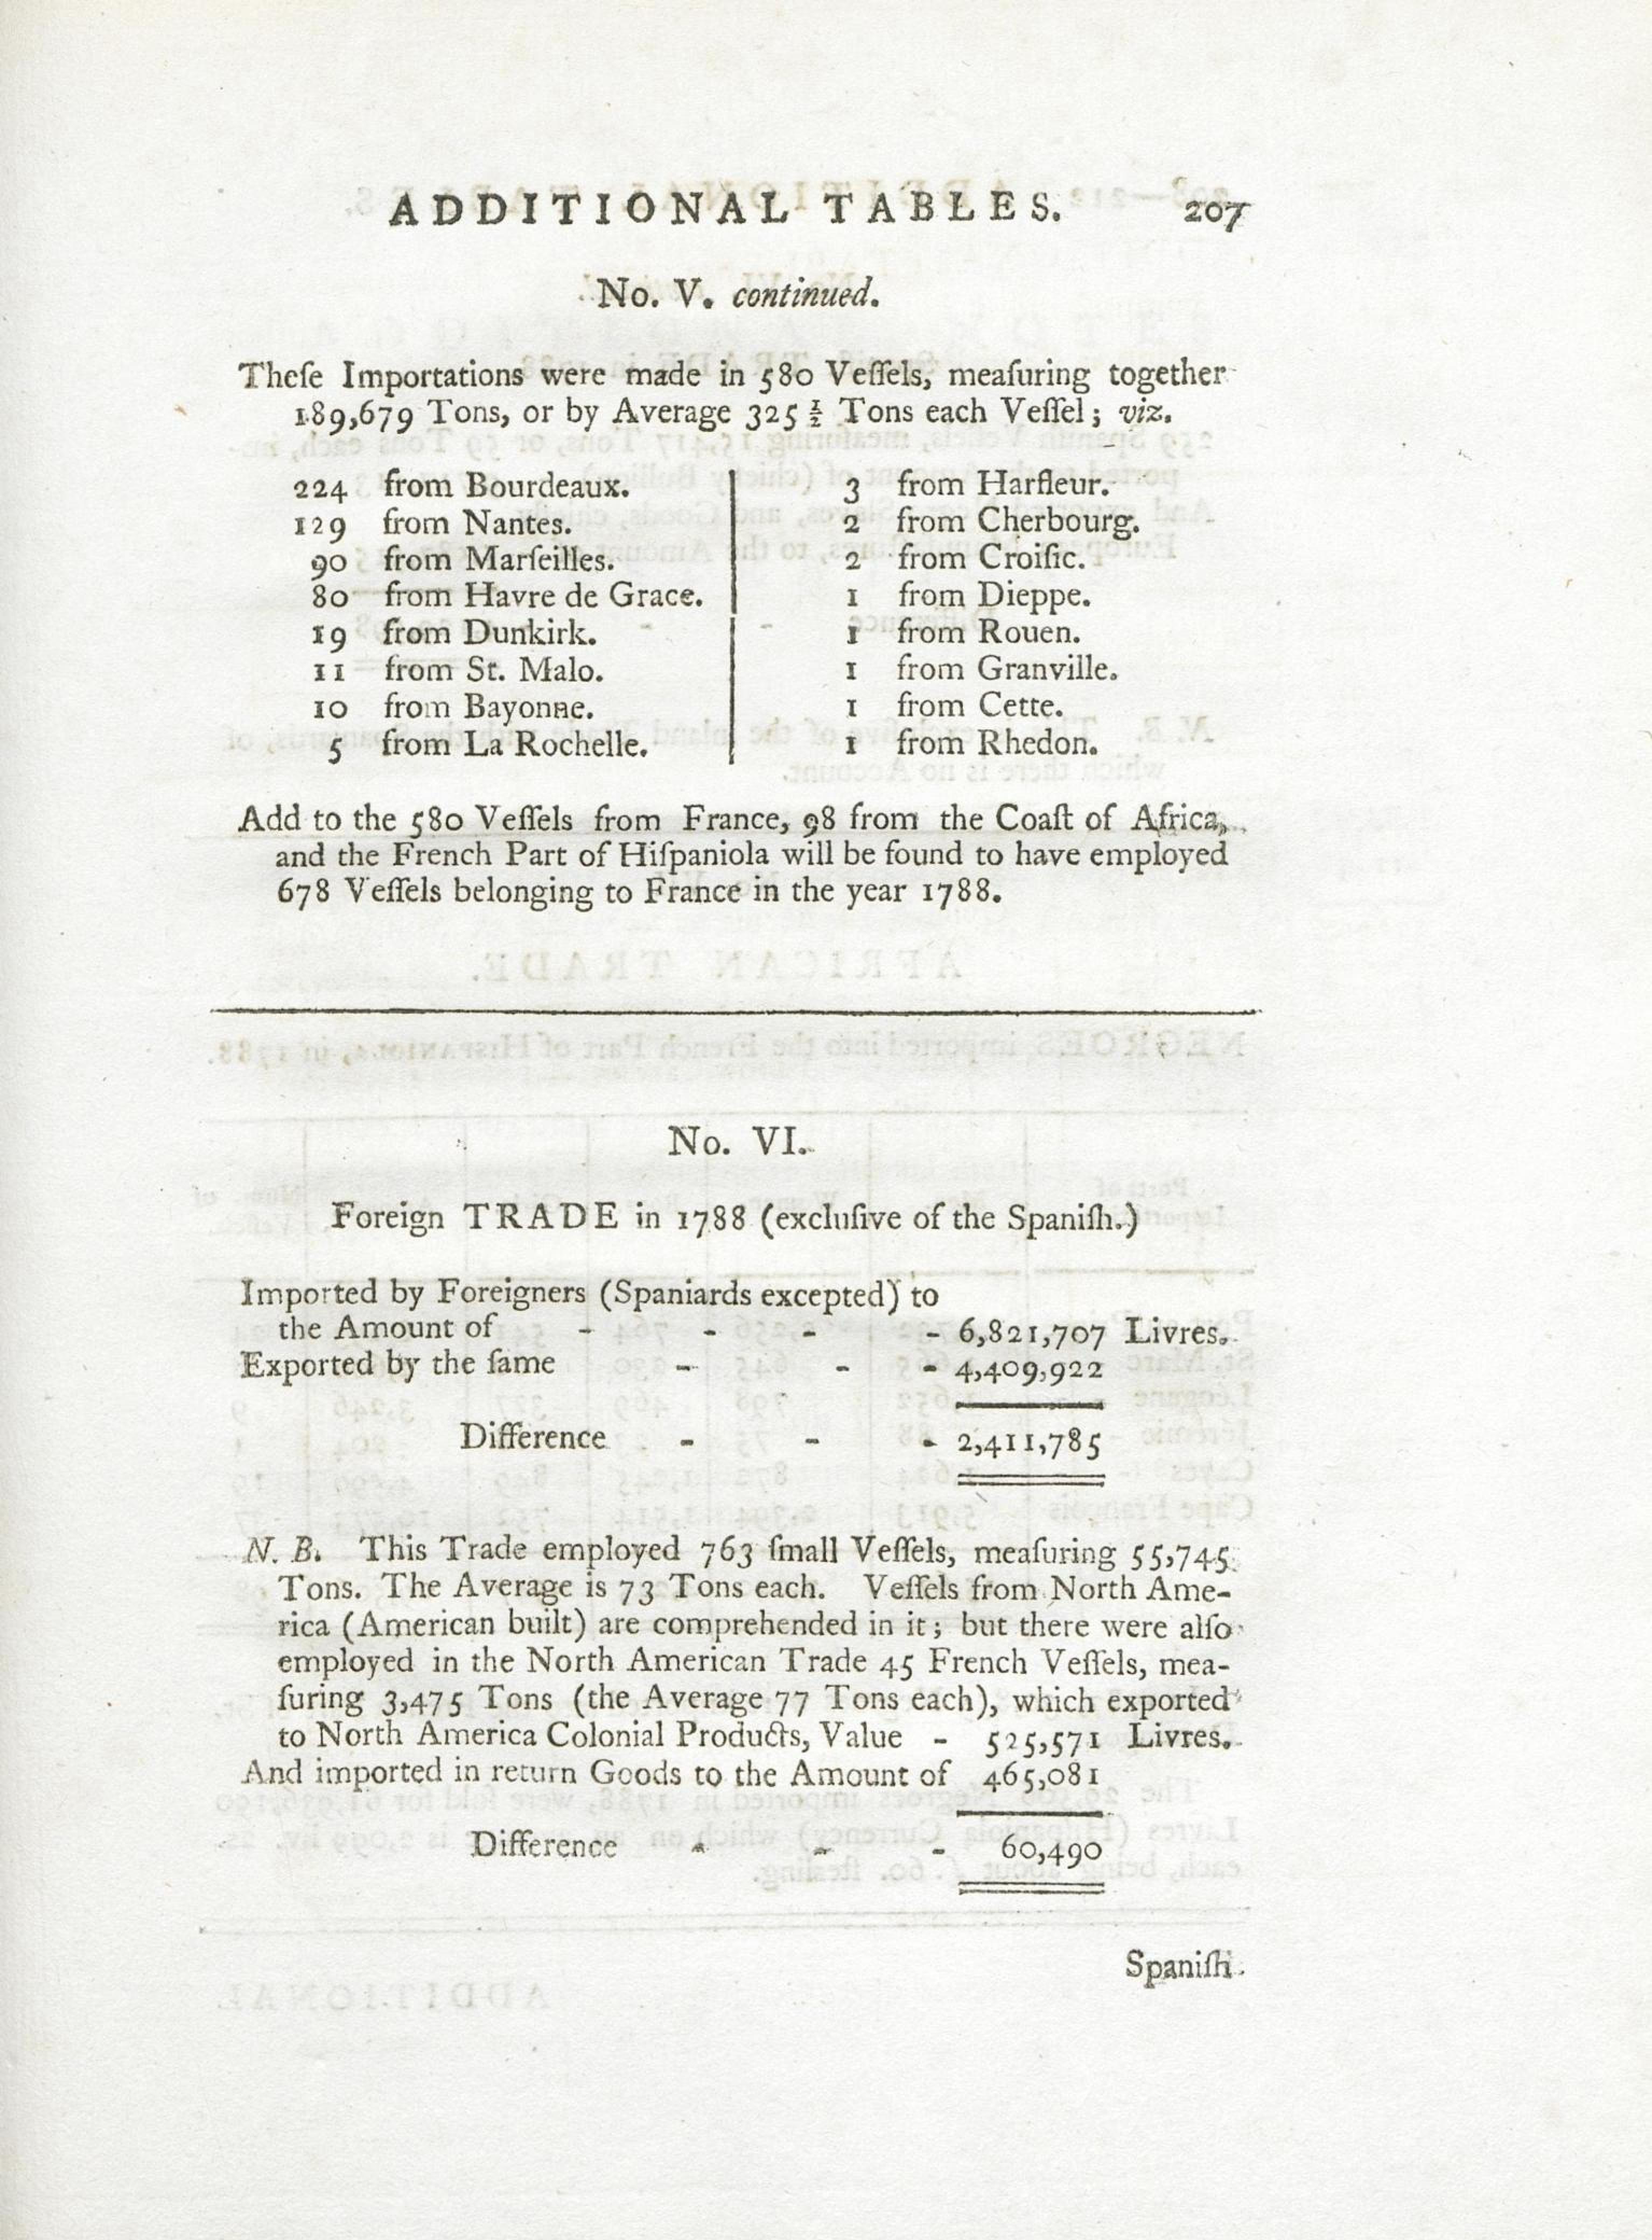 ADDITIONAL TABLES. 207
No. V. continued.
Theſe Importations were made in 580 Veſſels, meaſuring together
189,679 Tons, or by Average 325 ½ Tons each Veſſel; viz.
224 from Bourdeaux.
129 from Nantes.
90 from Marſeilles.
80 from Havre de Grace.
19 from Dunkirk.
11 from St. Malo.
10 from Bayonne.
5 from La Rochelle.
3 from Harfleur.
2 from Cherbourg.
2 from Croiſic.
1 from Dieppe.
1 from Rouen.
1 from Granville.
1 from Cette.
1 from Rhedon.
Add to the 580 Veſſels from France, 98 from the Coaſt of Africa,
and the French Part of Hiſpaniola will be found to have employed
678 Veſſels belonging to France in the year 1788.
No. VI.
Foreign TRADE in 1788 (excluſive of the Spaniſh.)
Imported by Foreigners (Spaniards excepted) to
the Amount of - - - - 6,821,707 Livres.
Exported by the ſame - - - 4,409,922
Difference - - - 2,411,785
N. B. This Trade employed 763 ſmall Veſſels, meaſuring 55,745
Tons. The Average is 73 Tons each. Veſſels from North Ame-
rica (American built) are comprehended in it; but there were alſo
employed in the North American Trade 45 French Veſſels, mea-
ſuring 3,475 Tons (the Average 77 Tons each), which exported
to North America Colonial Products, Value - 525,571 Livres.
And imported in return Goods to the Amount of 465,081
Difference - - - 60,490
Spaniſh